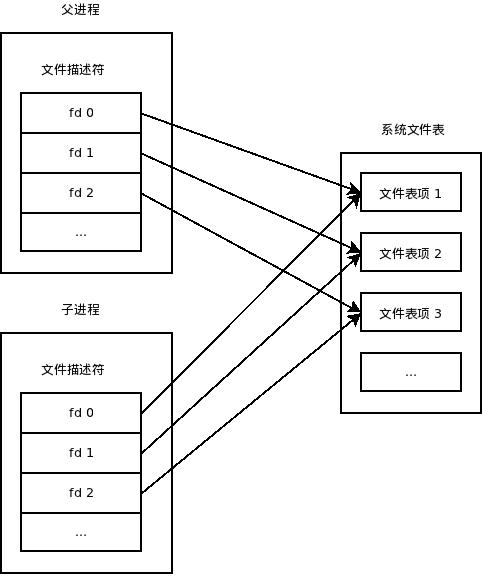 父进程
文件描述符
fd 0
fd 1
fd 2
...
子进程
文件描述符
fd 0
fd 1
fd 2
...
系统文件表
文件表项 1
文件表项 2
文件表项 3
...